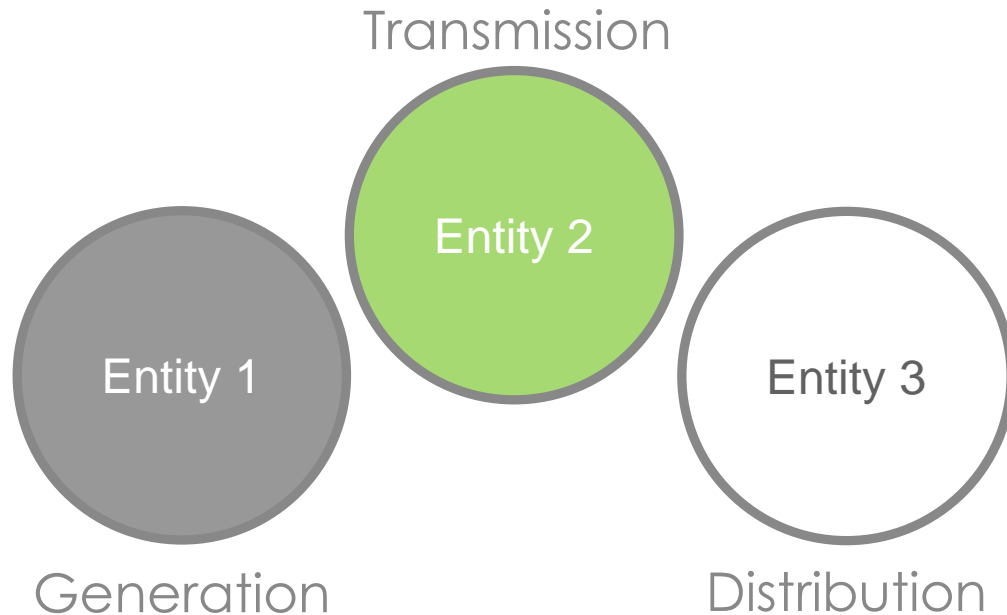 Transmission
Entity 2
Entity 1
Entity 3
Generation
Distribution